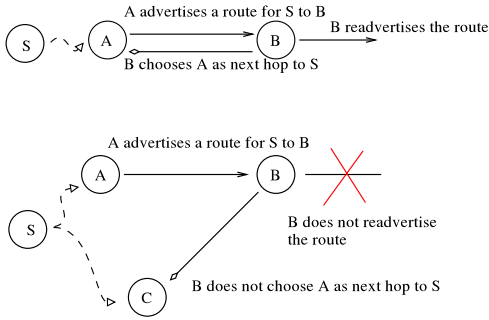 A advertises a route for S to B
B readvertises the route
S
A
B
B chooses A as next hop to S
A advertises a route for S to B
A
B
B does not readvertise
the route
S
B does not choose A as next hop to S
C